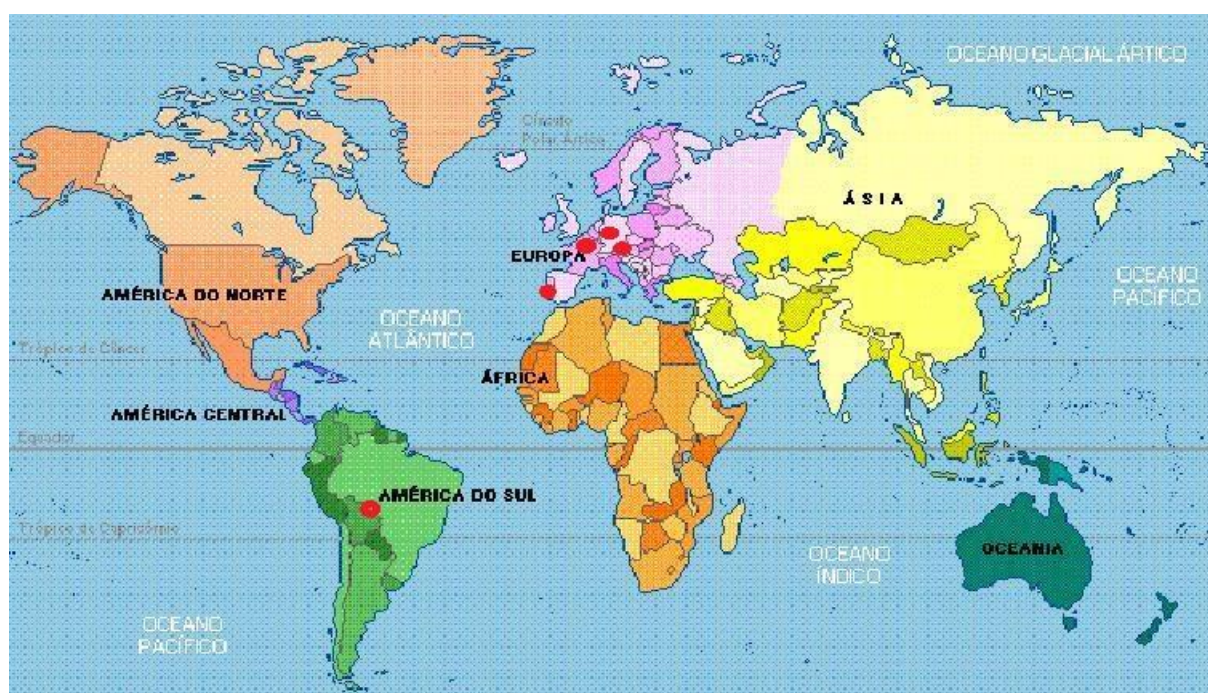 OCEANO GLACIAL ÁRTICO
Círculo
Polar Ártico
ÁSIA
EUROPA
AMÉRICA DO NORTE
OCEANO
PACÍFICO
OCEANO
ATLÂNTICO
Trópico de Câncer
ÁFRICA
AMÉRICA CENTRAL
Equador
AMÉRICA DO SUL
Trópico de Capricórnio
OCEANIA
OCEANO
ÍNDICO
OCEANO
PACÍFICO